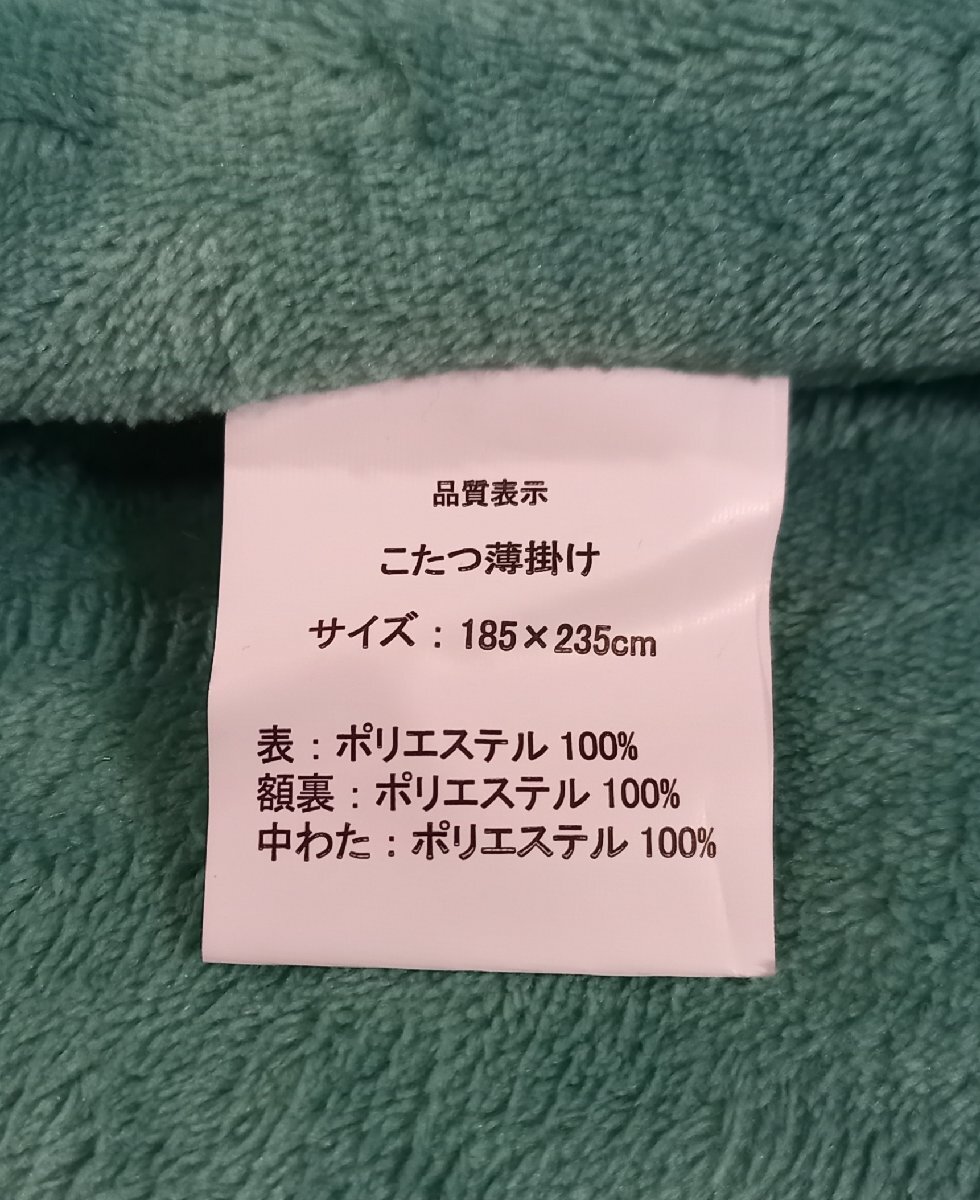 品質表示
こたつ薄掛け
サイズ：185×235cm
表：ポリエステル 100%
額裏：ポリエステル 100%
中わた：ポリエステル 100%